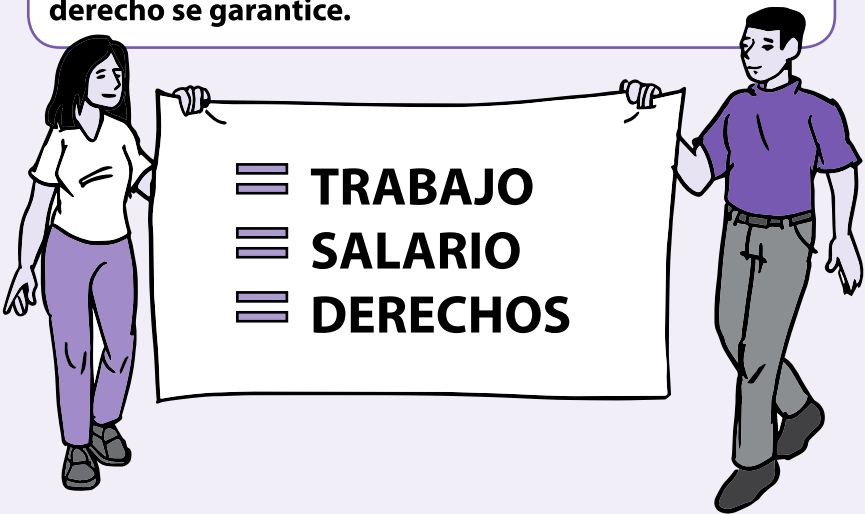 derecho se garantice.
= TRABAJO
= SALARIO
= DERECHOS